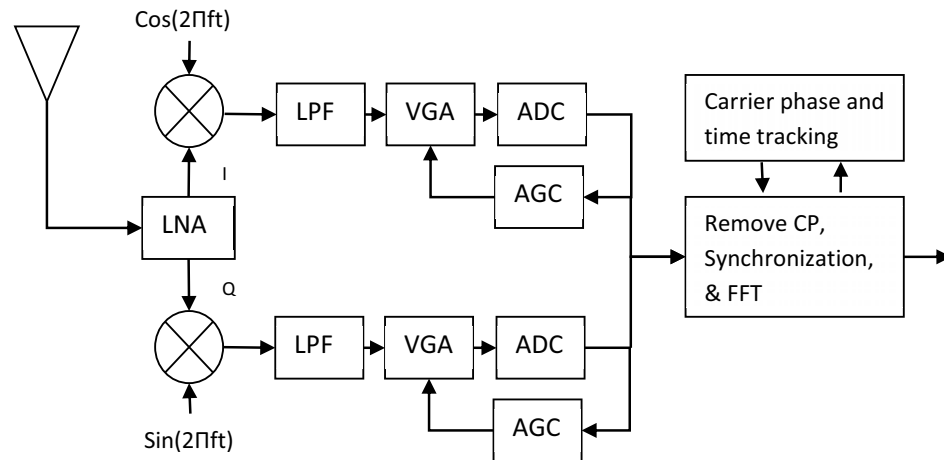 Cos(2Πft)
LPF
VGA
ADC
Carrier phase and
time tracking
I
AGC
LNA
Remove CP,
Synchronization,
& FFT
Q
LPF
VGA
ADC
AGC
Sin(2Πft)